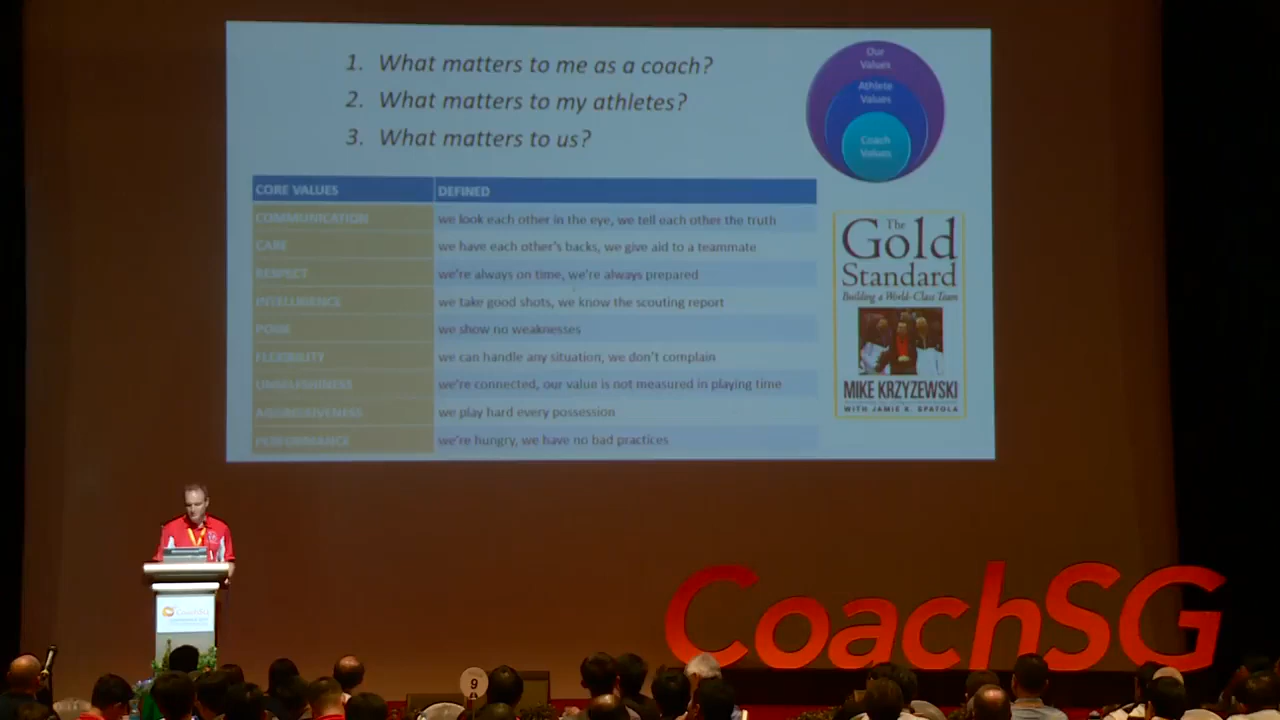 1. What matters to me as a coach?
2. What matters to my athletes?
3. What matters to us?
Our
Values
Athlete
Values
Coach
Values
CORE VALUES DEFINED
COMMUNICATION we look each other in the eye, we tell each other the truth
CARE we have each other's backs, we give aid to a teammate
RESPECT we're always on time, we're always prepared
INTELLIGENCE we take good shots, we know the scouting report
POISE we show no weaknesses
FLEXIBILITY we can handle any situation, we don't complain
UNSELFISHNESS we're connected, our value is not measured in playing time
AGGRESSIVENESS we play hard every possession
PERFORMANCE we're hungry, we have no bad practices
The
Gold
Standard
Building a World-Class Team
MIKE KRZYZEWSKI
WITH JAMIE K. SPATOLA
CoachSG
CoachSG
9